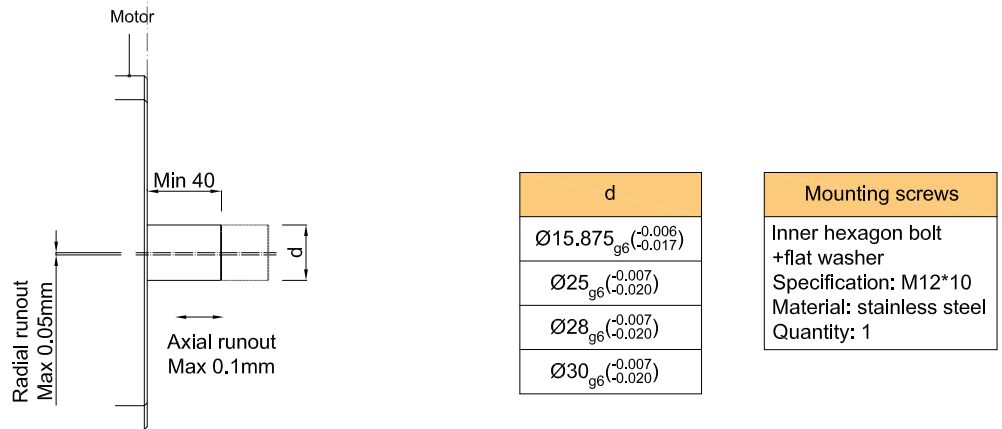 Motor
Min 40
d
Radial runout
Max 0.05mm
Axial runout
Max 0.1mm
d
Ø15.875g6(-0.006 -0.017)
Ø25g6(-0.007 -0.020)
Ø28g6(-0.007 -0.020)
Ø30g6(-0.007 -0.020)
Mounting screws
Inner hexagon bolt
+flat washer
Specification: M12*10
Material: stainless steel
Quantity: 1